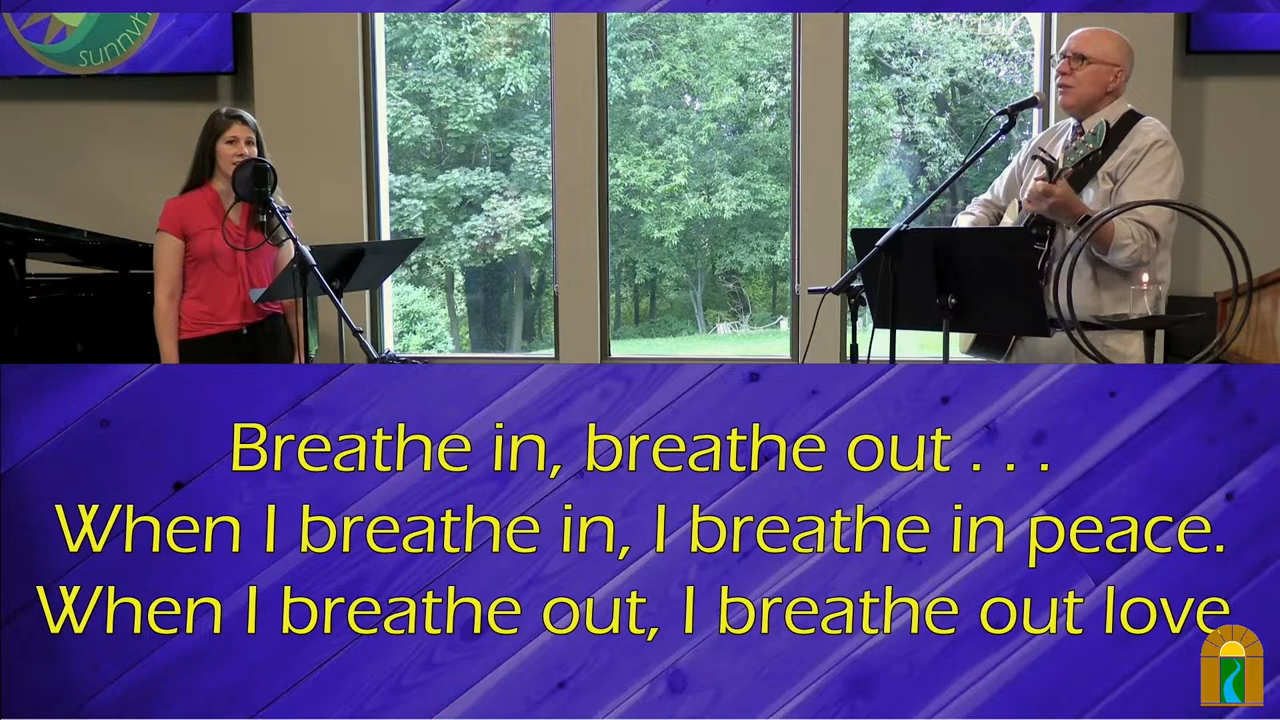 Breathe in, breathe out . . .
When I breathe in, I breathe in peace.
When I breathe out, I breathe out love